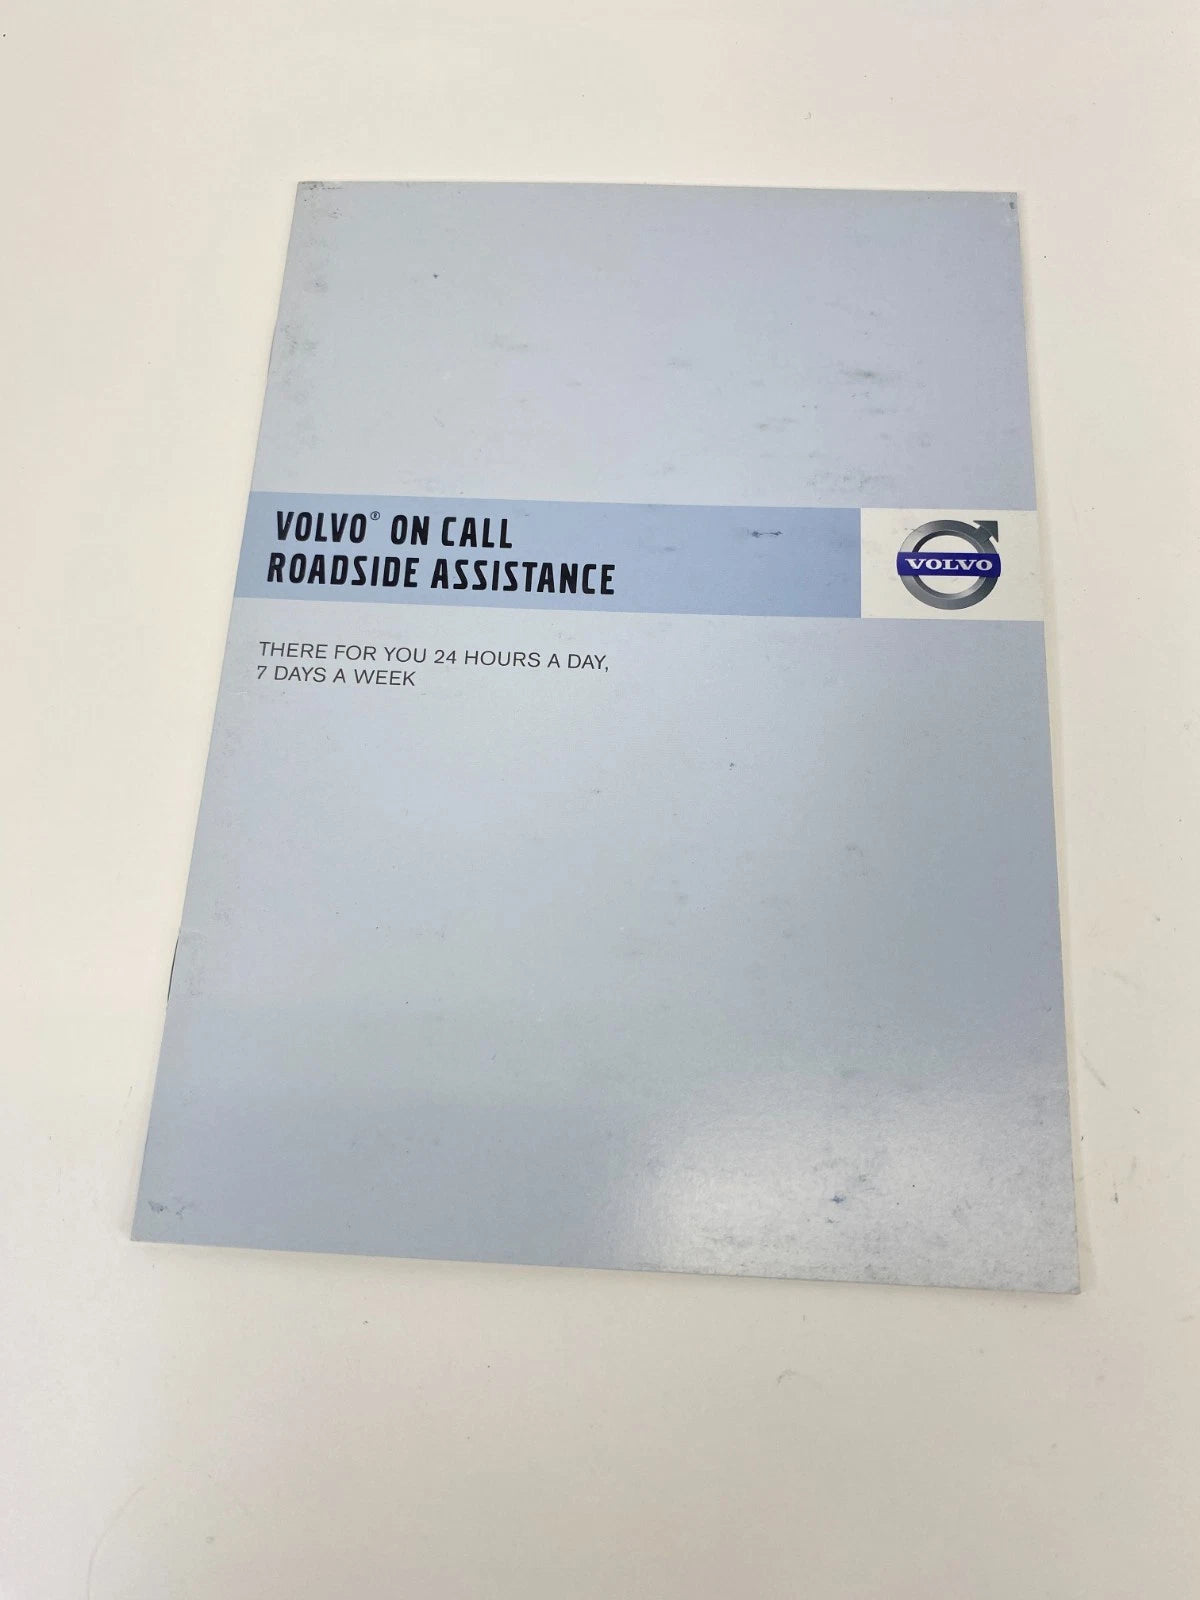 VOLVO® ON CALL
ROADSIDE ASSISTANCE
VOLVO
THERE FOR YOU 24 HOURS A DAY,
7 DAYS A WEEK